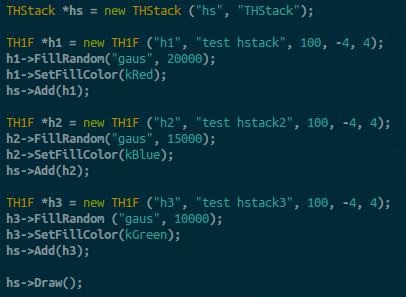 THStack *hs = new THStack ("hs", "THStack");
TH1F *h1 = new TH1F ("h1", "test hstack", 100, -4, 4);
h1->FillRandom("gaus", 20000);
h1->SetFillColor(kRed);
hs->Add(h1);
TH1F *h2 = new TH1F ("h2", "test hstack2", 100, -4, 4);
h2->FillRandom("gaus", 15000);
h2->SetFillColor(kBlue);
hs->Add(h2);
TH1F *h3 = new TH1F ("h3", "test hstack3", 100, -4, 4);
h3->FillRandom ("gaus", 10000);
h3->SetFillColor(kGreen);
hs->Add(h3);
hs->Draw();